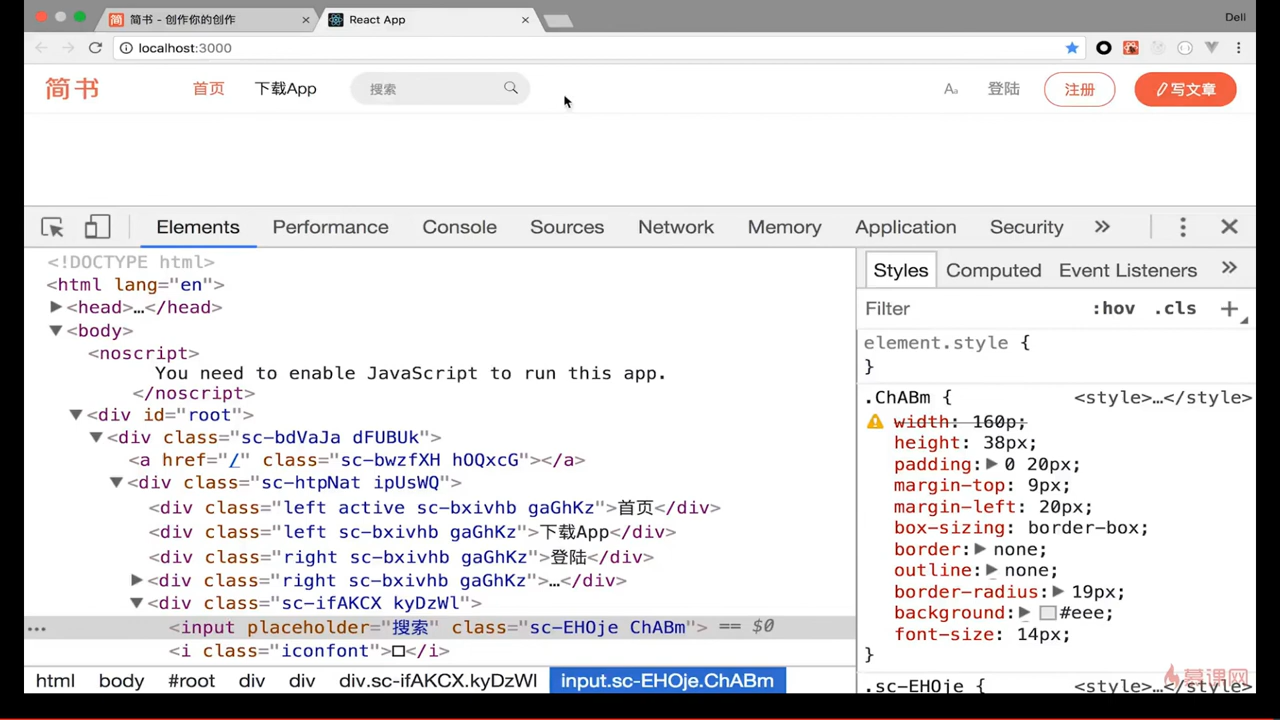 简书 - 创作你的创作 React App Dell
localhost:3000
简书 首页 下载App 搜索 Aa 登陆 注册 写文章
Elements Performance Console Sources Network Memory Application Security
Styles Computed Event Listeners
Filter :hov .cls +
<!DOCTYPE html>
<html lang="en">
▶<head>…</head>
▼<body>
<noscript>
You need to enable JavaScript to run this app.
</noscript>
▼<div id="root">
▼<div class="sc-bdVaJa dFUBUk">
<a href="/" class="sc-bwzfXH hOQxcG"></a>
▼<div class="sc-htpNat ipUsWQ">
<div class="left active sc-bxivhb gaGhKz">首页</div>
<div class="left sc-bxivhb gaGhKz">下载App</div>
<div class="right sc-bxivhb gaGhKz">登陆</div>
▶<div class="right sc-bxivhb gaGhKz">…</div>
▼<div class="sc-ifAKCX kyDzWl">
<input placeholder="搜索" class="sc-EHOje ChABm"> == $0
<i class="iconfont">□</i>
html body #root div div div.sc-ifAKCX.kyDzWl input.sc-EHOje.ChABm
element.style {
}
.ChABm { <style>…</style>
width: 160p;
height: 38px;
padding:▶0 20px;
margin-top: 9px;
margin-left: 20px;
box-sizing: border-box;
border:▶none;
outline:▶none;
border-radius:▶19px;
background:▶#eee;
font-size: 14px;
}
.sc-EHOje { <style>…</style>
慕课网